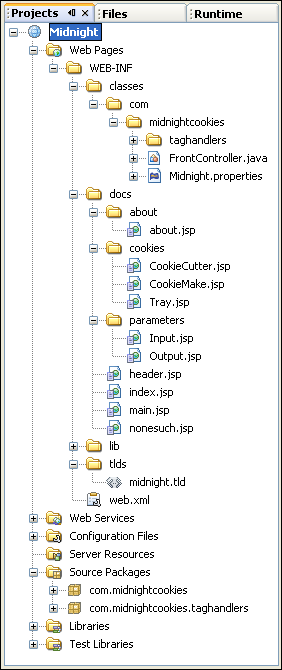 Projects Files Runtime
Midnight
Web Pages
WEB-INF
classes
com
midnightcookies
taghandlers
FrontController.java
Midnight.properties
docs
about
about.jsp
cookies
CookieCutter.jsp
CookieMake.jsp
Tray.jsp
parameters
Input.jsp
Output.jsp
header.jsp
index.jsp
main.jsp
nonesuch.jsp
lib
tlds
midnight.tld
web.xml
Web Services
Configuration Files
Server Resources
Source Packages
com.midnightcookies
com.midnightcookies.taghandlers
Libraries
Test Libraries